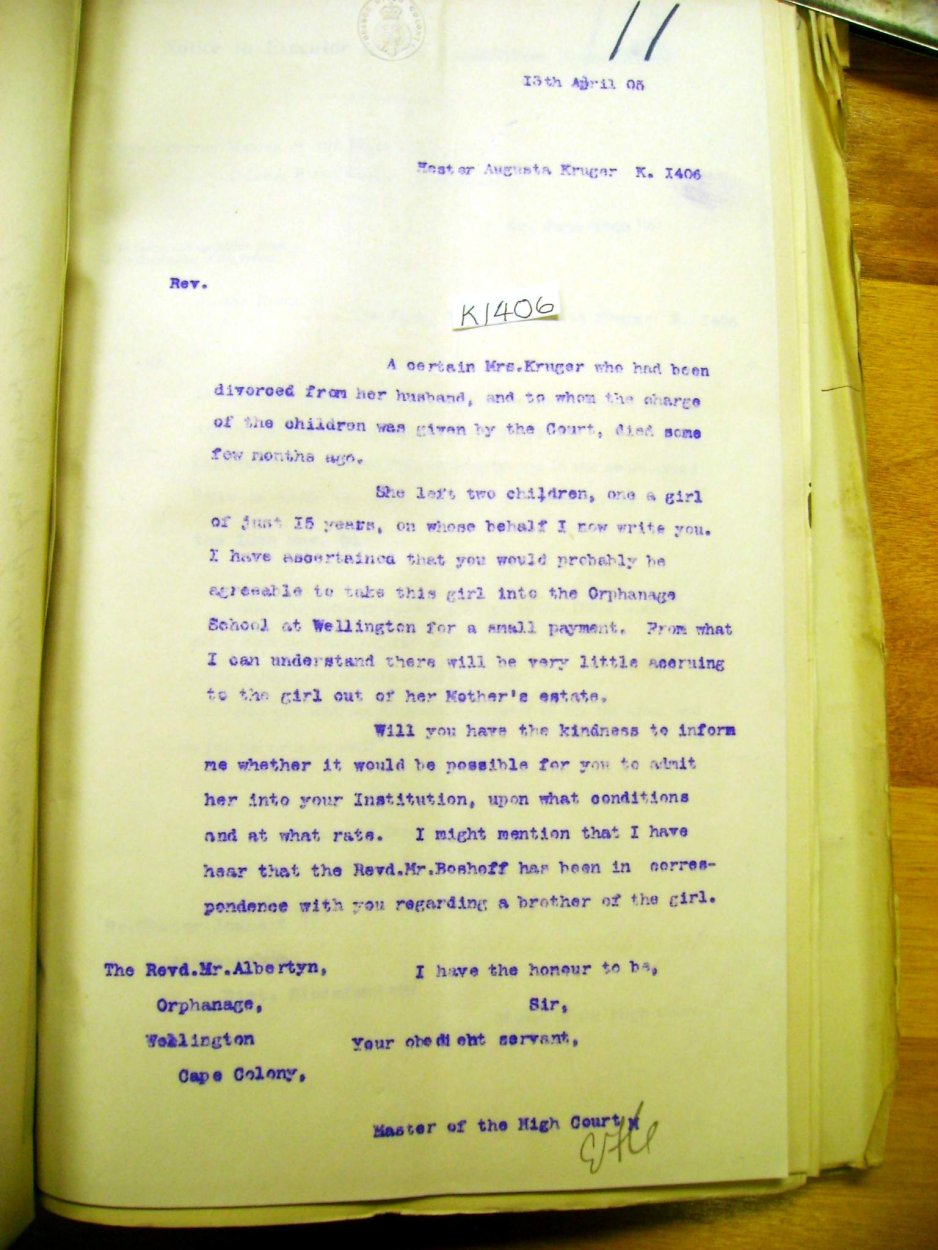 11
13th April 05
Hester Augusta Kruger K. I406
Rev.
K1406
A certain Mrs.Kruger who had been
divorced from her husband, and to whom the charge
of the children was given by the Court, died some
few months ago.
She left two children, one a girl
of just I5 years, on whose behalf I now write you.
I have ascertained that you would probably be
agreeable to take this girl into the Orphanage
School at Wellington for a small payment. From what
I can understand there will be very little accruing
to the girl out of her Mother's estate.
Will you have the kindness to inform
me whether it would be possible for you to admit
her into your Institution, upon what conditions
and at what rate. I might mention that I have
hear that the Revd.Mr.Boshoff has been in corres-
pondence with you regarding a brother of the girl.
The Revd.Mr.Albertyn, I have the honour to be,
Orphanage, Sir,
Wellington Your obedient servant,
Cape Colony,
Master of the High Court